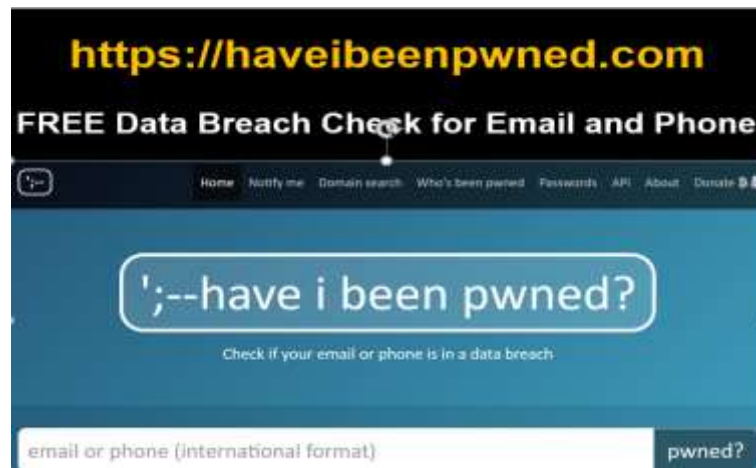 https://haveibeenpwned.com
FREE Data Breach Check for Email and Phone
';--
Home Notify me Domain search Who's been pwned Passwords API About Donate
';--have i been pwned?
Check if your email or phone is in a data breach
email or phone (international format) pwned?